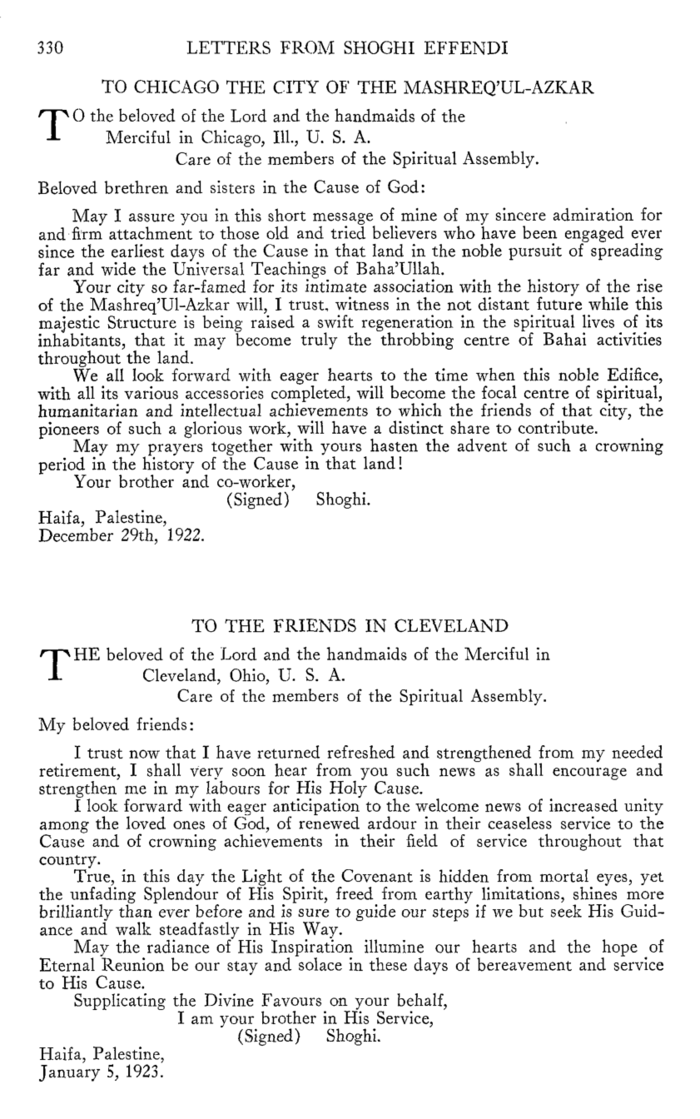 330 LETTERS FROM SHOGHI EFFENDI
TO CHICAGO THE CITY OF THE MASHREQ'UL-AZKAR
TO the beloved of the Lord and the handmaids of the
Merciful in Chicago, Ill., U. S. A.
Care of the members of the Spiritual Assembly.
Beloved brethren and sisters in the Cause of God:
May I assure you in this short message of mine of my sincere admiration for
and firm attachment to those old and tried believers who have been engaged ever
since the earliest days of the Cause in that land in the noble pursuit of spreading
far and wide the Universal Teachings of Baha'Ullah.
Your city so far-famed for its intimate association with the history of the rise
of the Mashreq'Ul-Azkar will, I trust. witness in the not distant future while this
majestic Structure is being raised a swift regeneration in the spiritual lives of its
inhabitants, that it may become truly the throbbing centre of Bahai activities
throughout the land.
We all look forward with eager hearts to the time when this noble Edifice,
with all its various accessories completed, will become the focal centre of spiritual,
humanitarian and intellectual achievements to which the friends of that city, the
pioneers of such a glorious work, will have a distinct share to contribute.
May my prayers together with yours hasten the advent of such a crowning
period in the history of the Cause in that land!
Your brother and co-worker,
(Signed) Shoghi.
Haifa, Palestine,
December 29th, 1922.
TO THE FRIENDS IN CLEVELAND
THE beloved of the Lord and the handmaids of the Merciful in
Cleveland, Ohio, U. S. A.
Care of the members of the Spiritual Assembly.
My beloved friends:
I trust now that I have returned refreshed and strengthened from my needed
retirement, I shall very soon hear from you such news as shall encourage and
strengthen me in my labours for His Holy Cause.
I look forward with eager anticipation to the welcome news of increased unity
among the loved ones of God, of renewed ardour in their ceaseless service to the
Cause and of crowning achievements in their field of service throughout that
country.
True, in this day the Light of the Covenant is hidden from mortal eyes, yet
the unfading Splendour of His Spirit, freed from earthy limitations, shines more
brilliantly than ever before and is sure to guide our steps if we but seek His Guid-
ance and walk steadfastly in His Way.
May the radiance of His Inspiration illumine our hearts and the hope of
Eternal Reunion be our stay and solace in these days of bereavement and service
to His Cause.
Supplicating the Divine Favours on your behalf,
I am your brother in His Service,
(Signed) Shoghi.
Haifa, Palestine,
January 5, 1923.